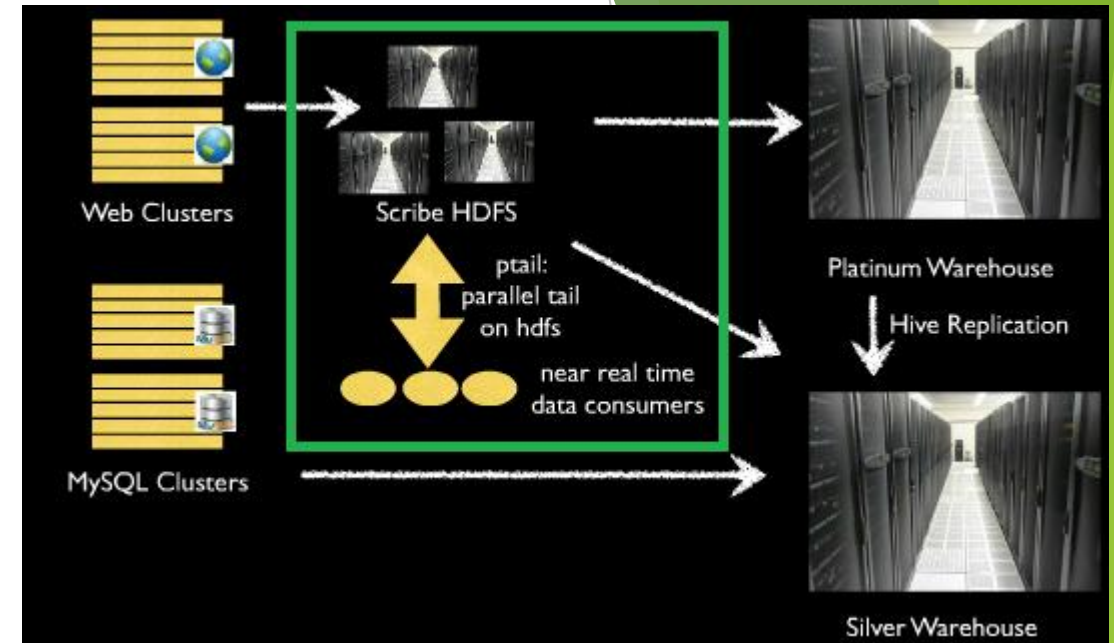 Web Clusters
Scribe HDFS
ptail:
parallel tail
on hdfs
near real time
data consumers
MySQL Clusters
Platinum Warehouse
Hive Replication
Silver Warehouse